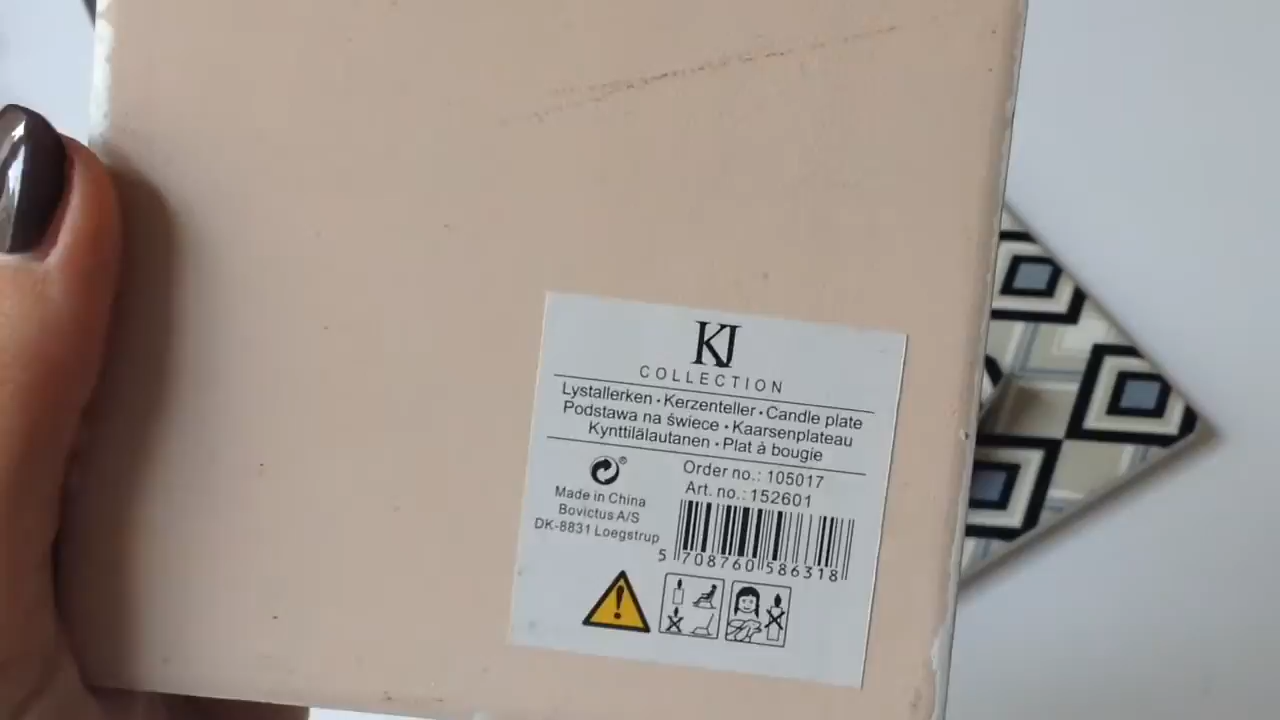 KJ
COLLECTION
Lystallerken • Kerzenteller • Candle plate
Podstawa na świece • Kaarsenplateau
Kynttilälautanen • Plat à bougie
Order no.: 105017
Art. no.: 152601
®
Made in China
Bovictus A/S
DK-8831 Loegstrup
5 708760 586318